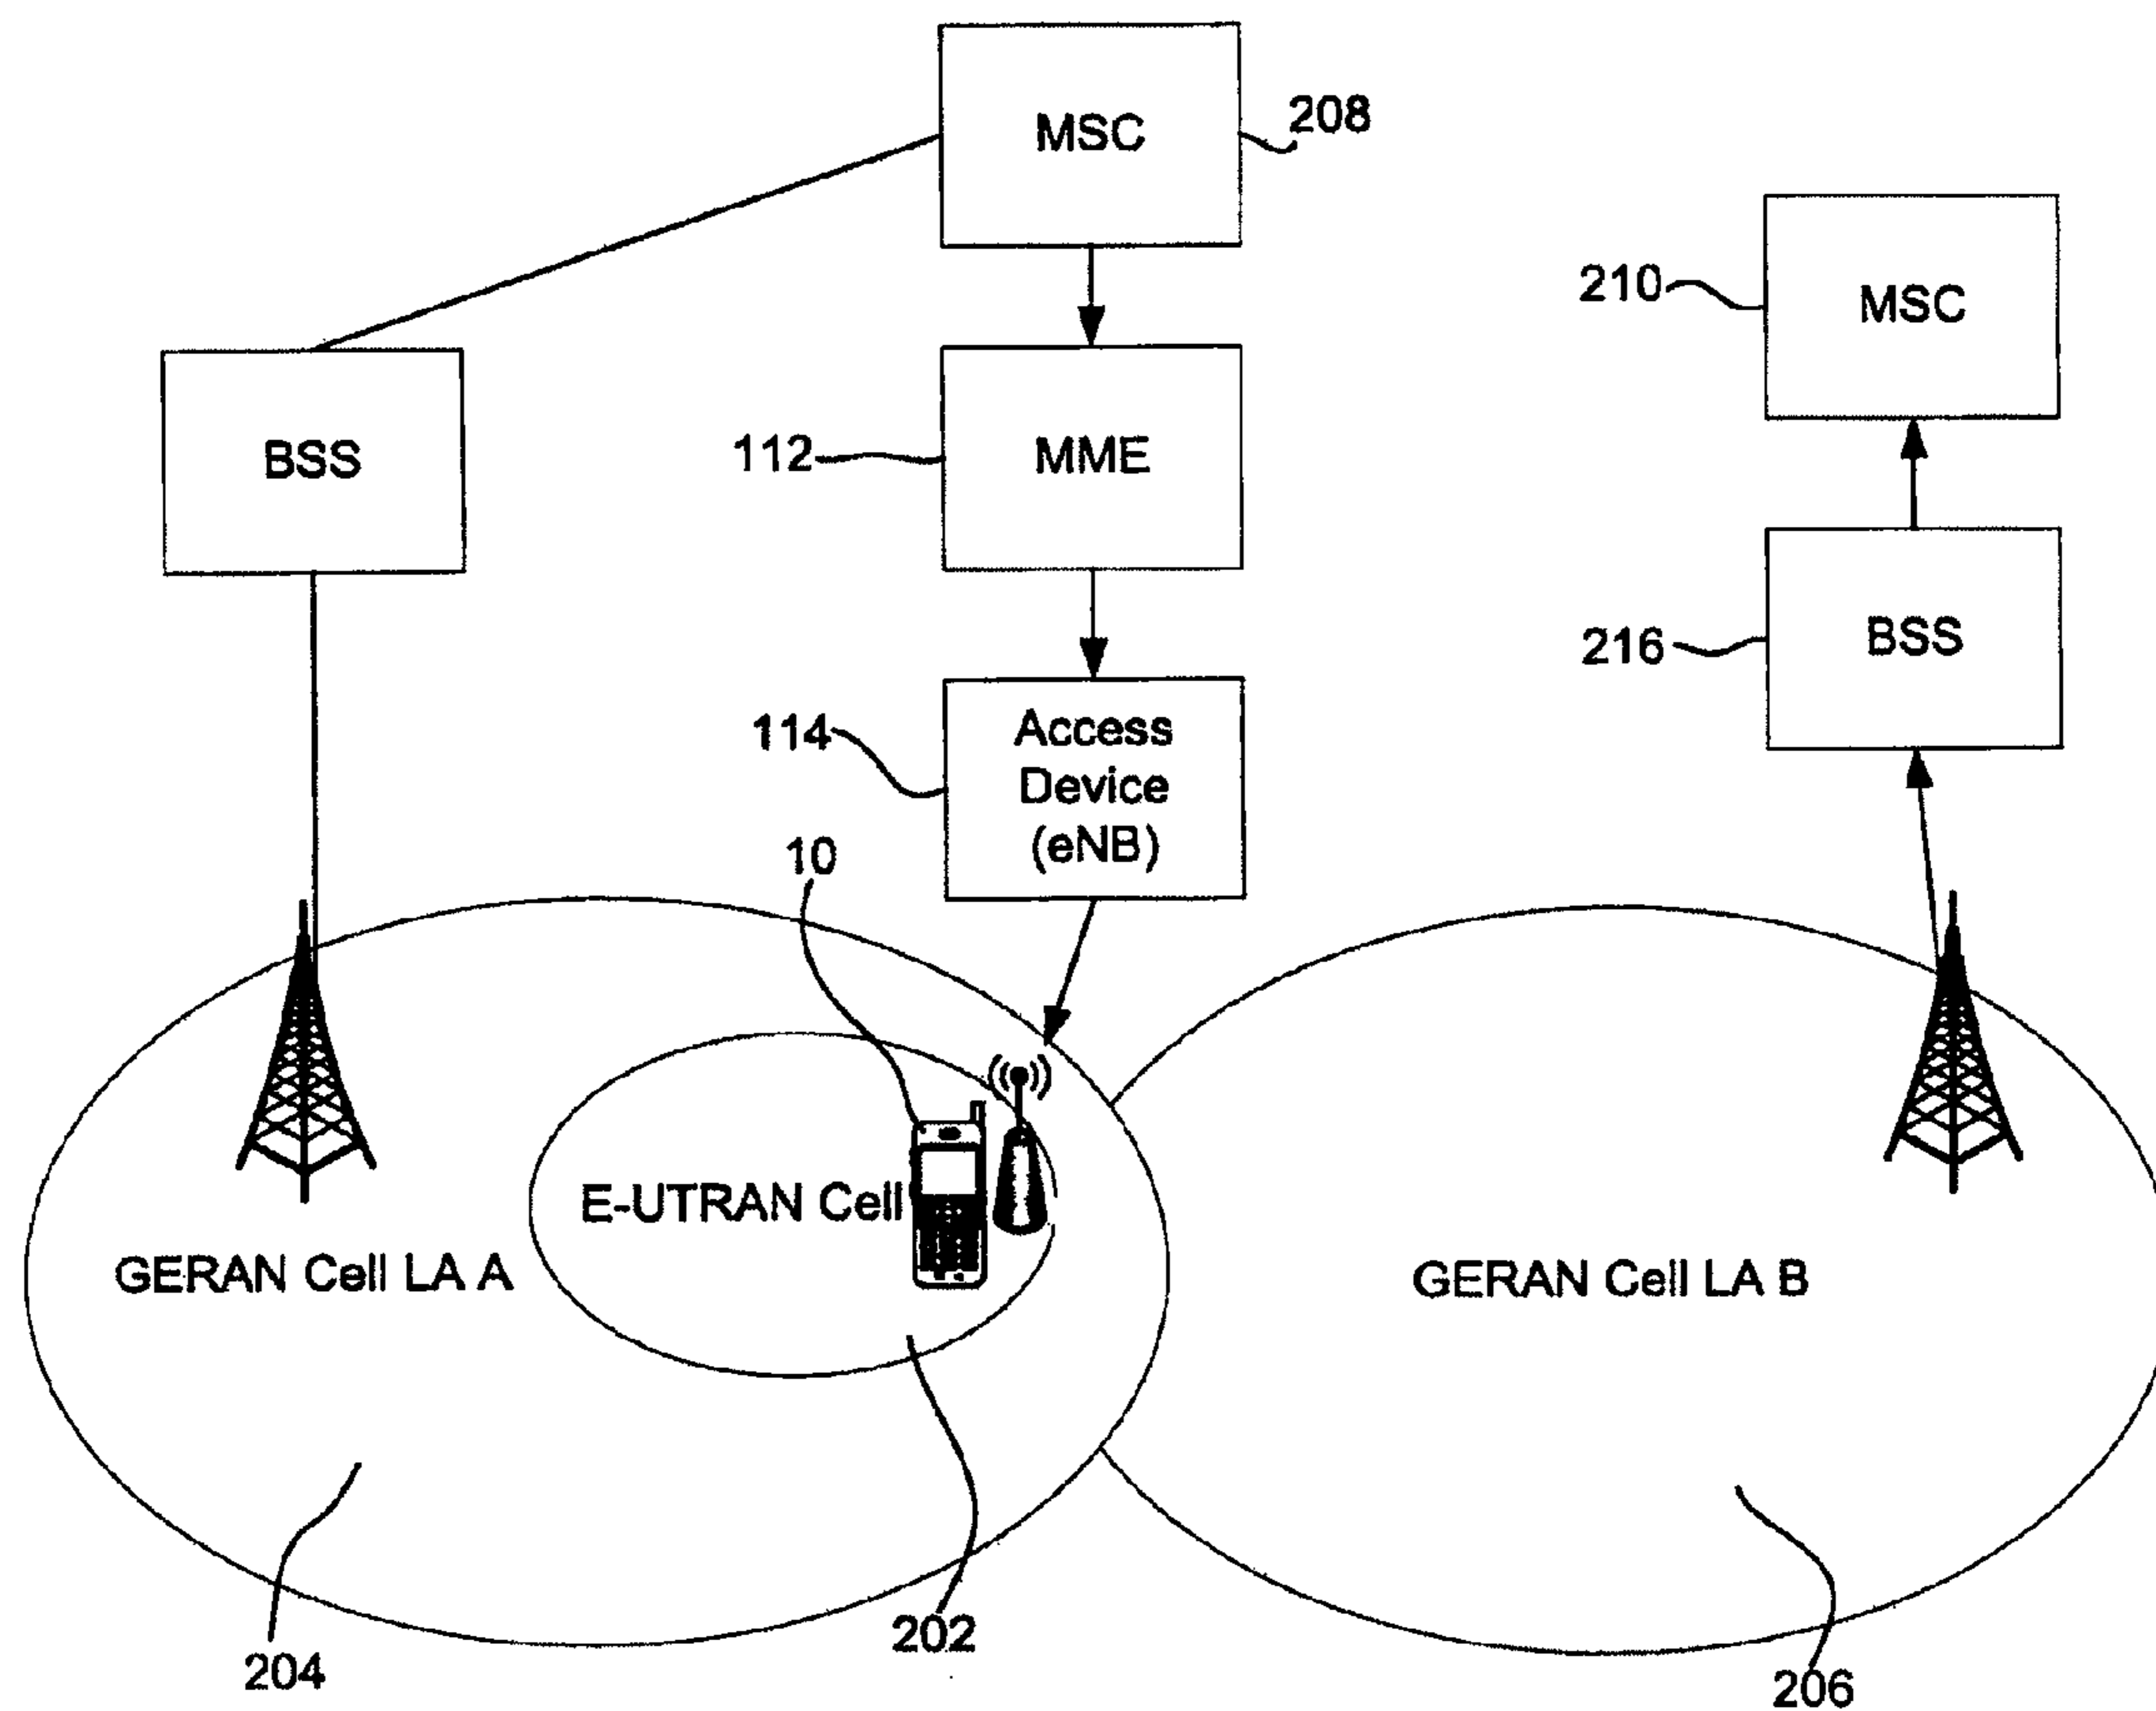 MSC
208
210
MSC
BSS
112
MME
216
BSS
114
Access
Device
(eNB)
10
E-UTRAN Cell
GERAN Cell LA A
GERAN Cell LA B
202
204
206